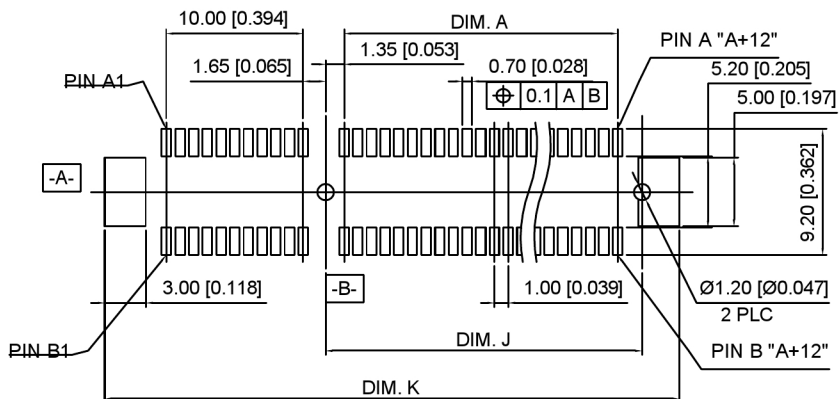 10.00 [0.394]
DIM. A
1.35 [0.053]
PIN A "A+12"
1.65 [0.065]
0.70 [0.028]
5.20 [0.205]
PIN A1
⌖ 0.1 A B
5.00 [0.197]
-A-
9.20 [0.362]
3.00 [0.118]
-B-
1.00 [0.039]
Ø1.20 [Ø0.047]
2 PLC
PIN B1
DIM. J
PIN B "A+12"
DIM. K